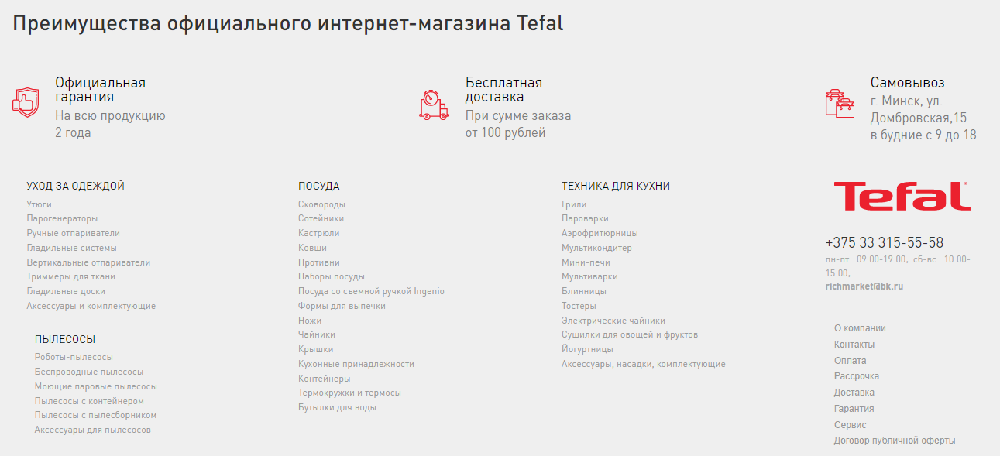 Преимущества официального интернет-магазина Tefal
Официальная
гарантия
На всю продукцию
2 года
Бесплатная
доставка
При сумме заказа
от 100 рублей
Самовывоз
г. Минск, ул.
Домбровская,15
в будние с 9 до 18
УХОД ЗА ОДЕЖДОЙ
Утюги
Парогенераторы
Ручные отпариватели
Гладильные системы
Вертикальные отпариватели
Триммеры для ткани
Гладильные доски
Аксессуары и комплектующие
ПЫЛЕСОСЫ
Роботы-пылесосы
Беспроводные пылесосы
Моющие паровые пылесосы
Пылесосы с контейнером
Пылесосы с пылесборником
Аксессуары для пылесосов
ПОСУДА
Сковороды
Сотейники
Кастрюли
Ковши
Противни
Наборы посуды
Посуда со съемной ручкой Ingenio
Формы для выпечки
Ножи
Чайники
Крышки
Кухонные принадлежности
Контейнеры
Термокружки и термосы
Бутылки для воды
ТЕХНИКА ДЛЯ КУХНИ
Грили
Пароварки
Аэрофритюрницы
Мультикондитер
Мини-печи
Мультиварки
Блинницы
Тостеры
Электрические чайники
Сушилки для овощей и фруктов
Йогуртницы
Аксессуары, насадки, комплектующие
Tefal®
+375 33 315-55-58
пн-пт: 09:00-19:00; сб-вс: 10:00-
15:00;
richmarket@bk.ru
О компании
Контакты
Оплата
Рассрочка
Доставка
Гарантия
Сервис
Договор публичной оферты